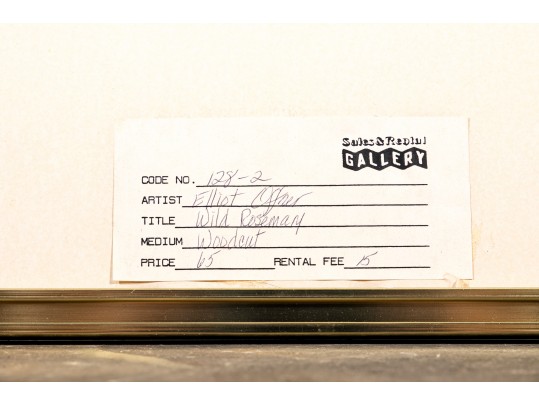 Sales & Rental
GALLERY
CODE NO. 128-2
ARTIST Elliot Offner
TITLE Wild Rosemary
MEDIUM Woodcut
PRICE 65 RENTAL FEE 15